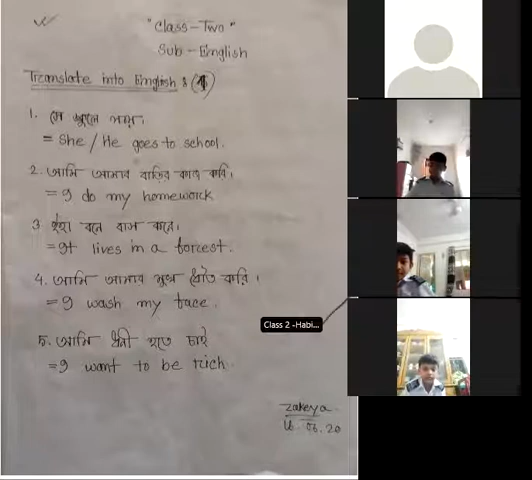 "Class-Two"
Sub-English
Translate into English :
1. সে স্কুলে যায়।
= She / He goes to school.
2. আমি আমার বাড়ির কাজ করি।
= I do my homework
3. ইহা বনে বাস করে।
= It lives in a forest.
4. আমি আমার মুখ ধৌত করি।
= I wash my face.
৫. আমি ধনী হতে চাই
= I want to be rich.
Class 2 -Habi...
Zakeya